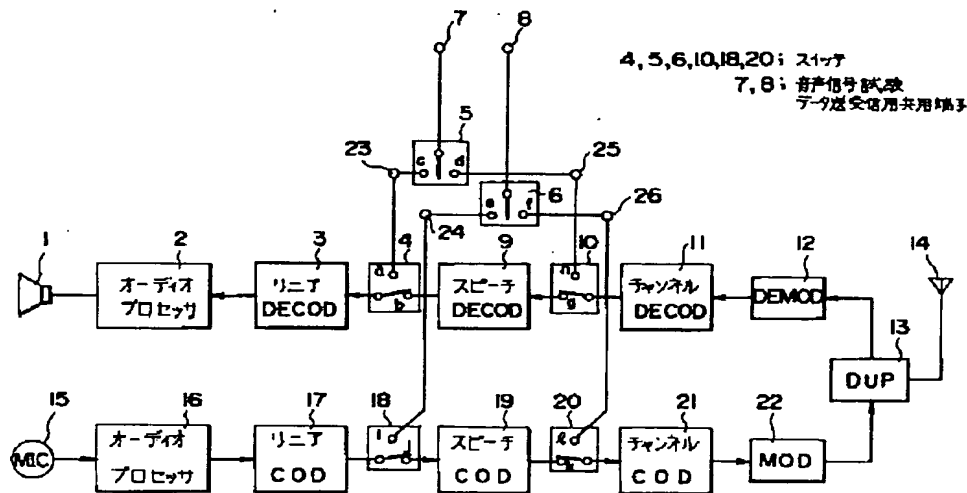 7
8
4,5,6,10,18,20; スイッチ
7,8; 音声信号試験
データ送受信用共用端子
5
23
c
d
25
e
6
f
24
26
1
2
3
4
9
10
11
12
14
オーディオ
プロセッサ
リニア
DECOD
a
b
スピーチ
DECOD
g
チャンネル
DECOD
DEMOD
13
DUP
15
16
17
18
19
20
21
22
MIC
オーディオ
プロセッサ
リニア
COD
スピーチ
COD
チャンネル
COD
MOD